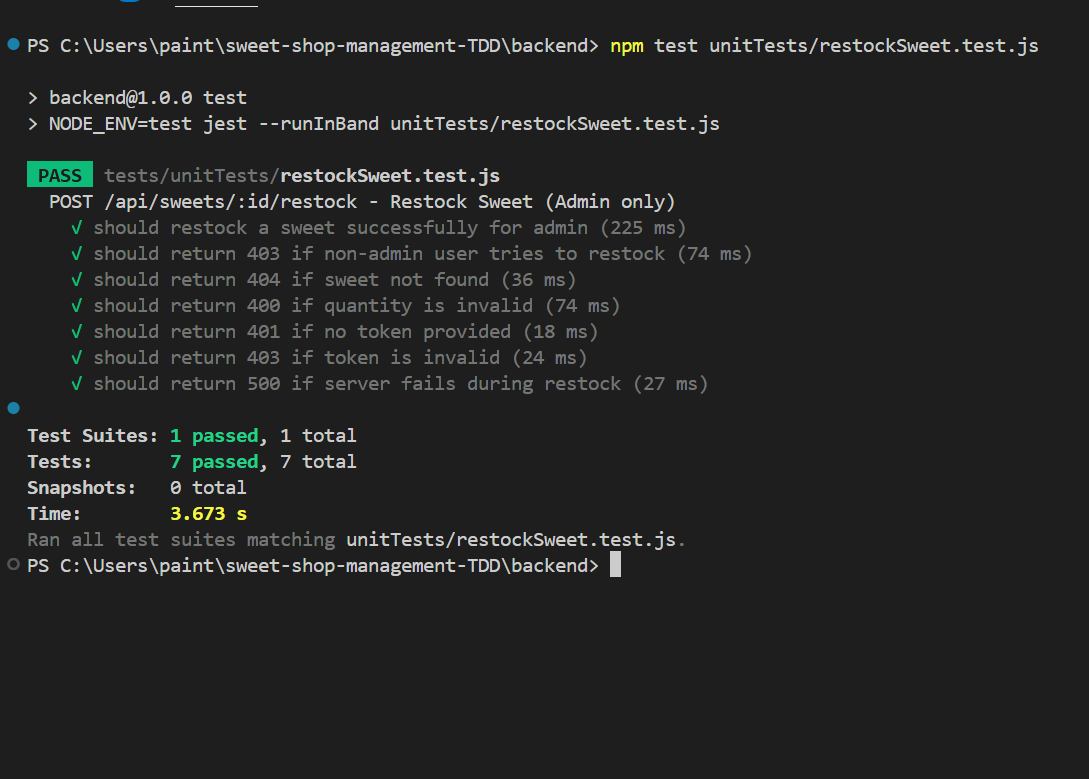 PS C:\Users\paint\sweet-shop-management-TDD\backend> npm test unitTests/restockSweet.test.js
> backend@1.0.0 test
> NODE_ENV=test jest --runInBand unitTests/restockSweet.test.js
PASS tests/unitTests/restockSweet.test.js
POST /api/sweets/:id/restock - Restock Sweet (Admin only)
√ should restock a sweet successfully for admin (225 ms)
√ should return 403 if non-admin user tries to restock (74 ms)
√ should return 404 if sweet not found (36 ms)
√ should return 400 if quantity is invalid (74 ms)
√ should return 401 if no token provided (18 ms)
√ should return 403 if token is invalid (24 ms)
√ should return 500 if server fails during restock (27 ms)
Test Suites: 1 passed, 1 total
Tests: 7 passed, 7 total
Snapshots: 0 total
Time: 3.673 s
Ran all test suites matching unitTests/restockSweet.test.js.
PS C:\Users\paint\sweet-shop-management-TDD\backend>